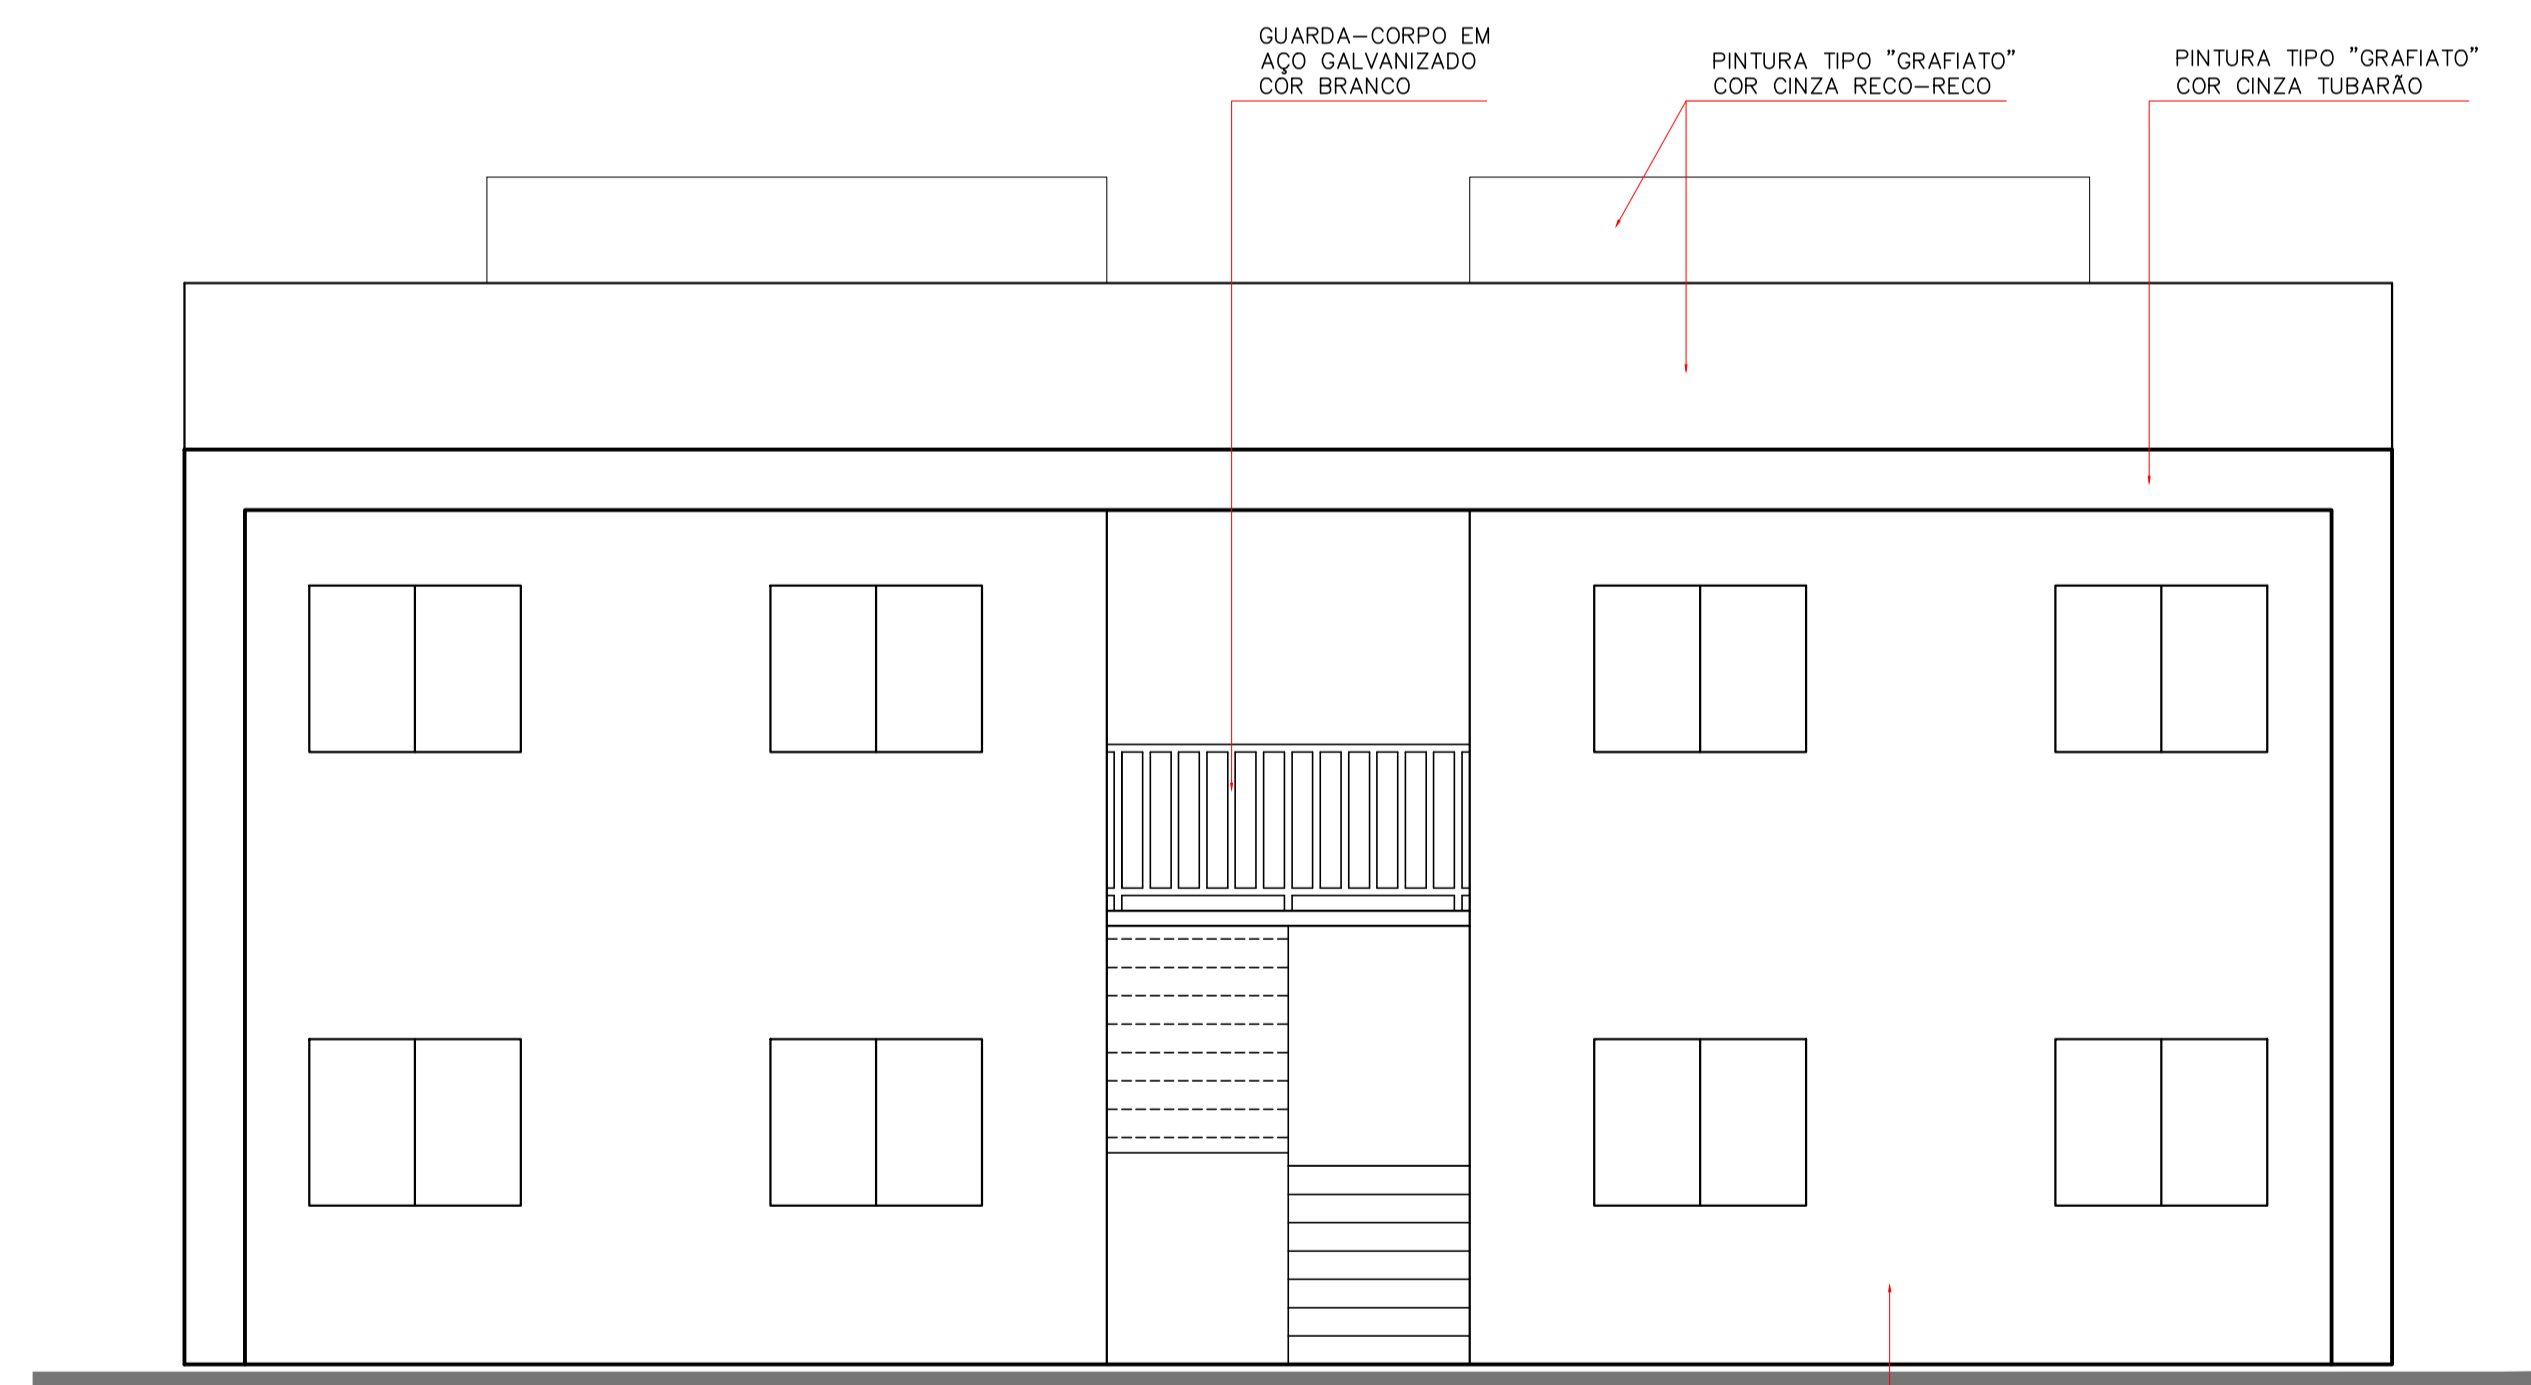 GUARDA-CORPO EM
AÇO GALVANIZADO
COR BRANCO
PINTURA TIPO "GRAFIATO"
COR CINZA RECO-RECO
PINTURA TIPO "GRAFIATO"
COR CINZA TUBARÃO